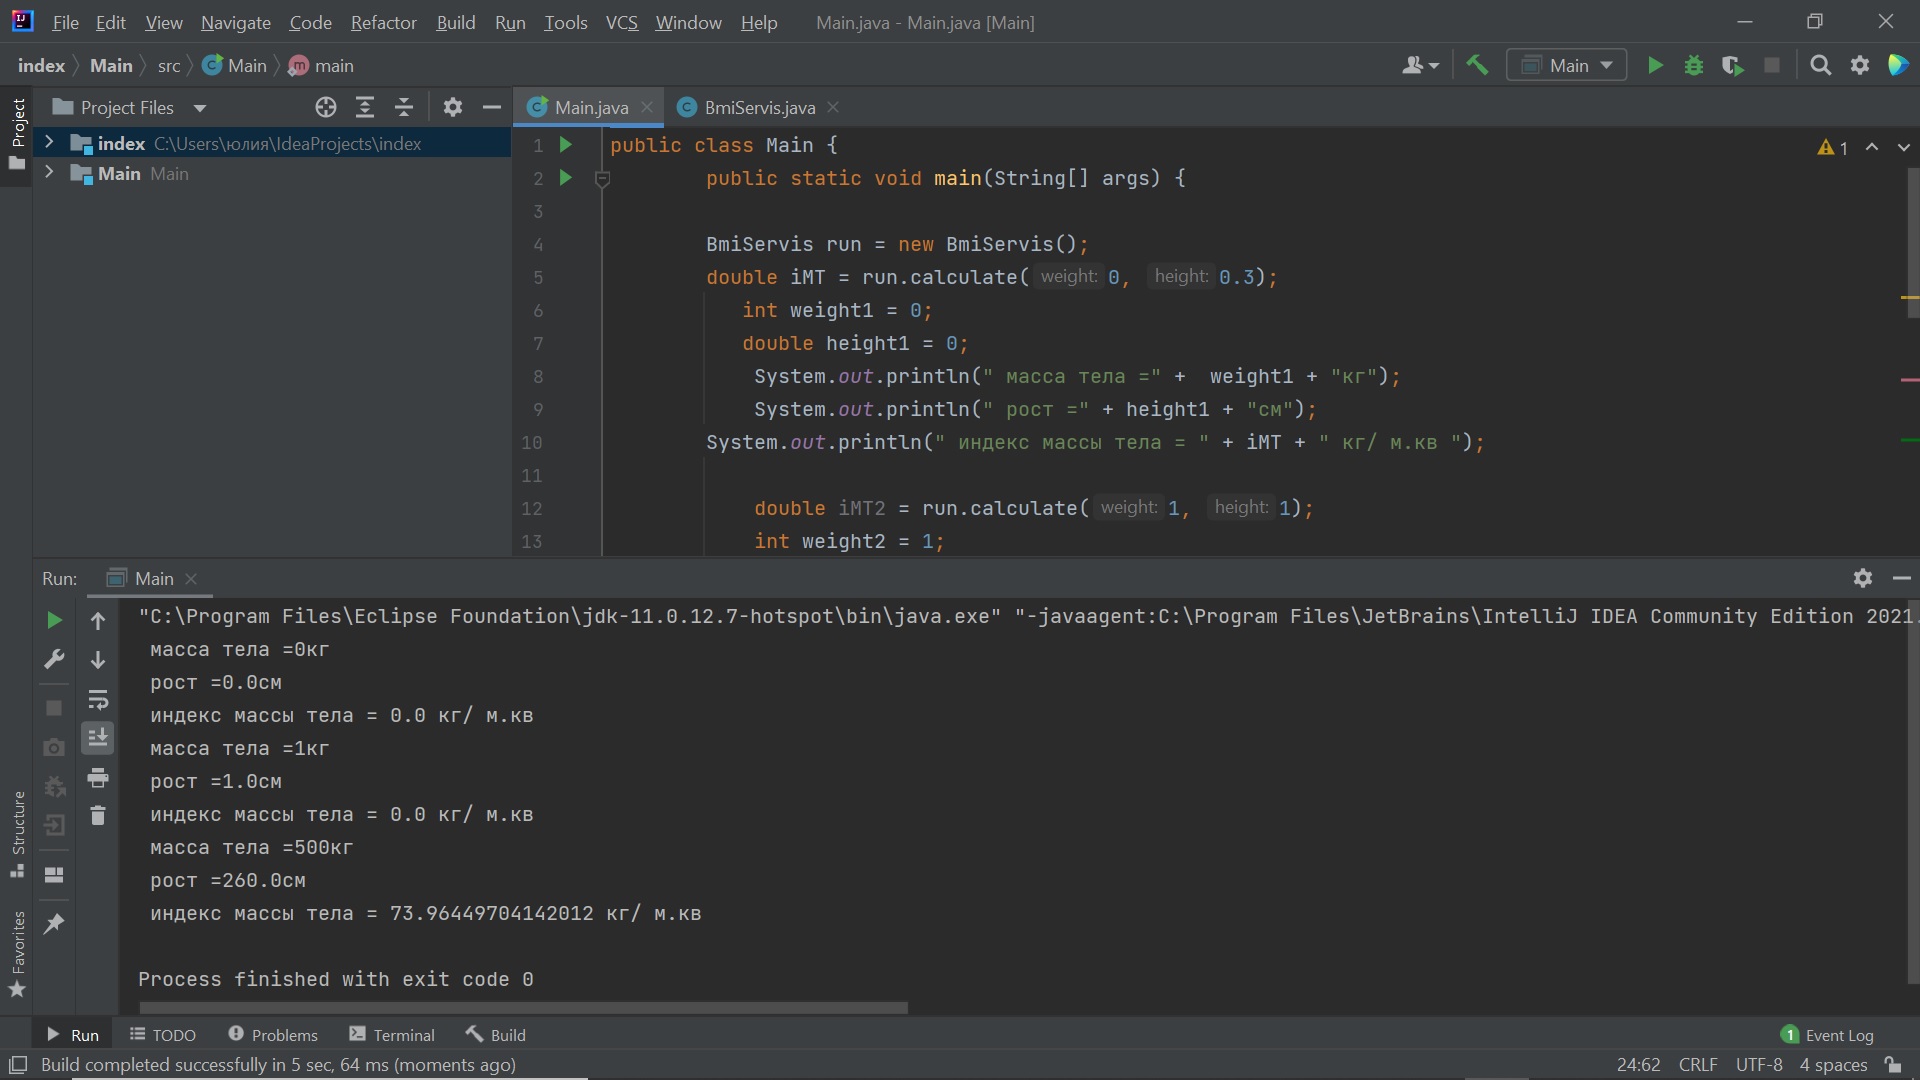 File Edit View Navigate Code Refactor Build Run Tools VCS Window Help Main.java - Main.java [Main]
index Main src Main main Main
Project Project Files Main.java BmiServis.java
index C:\Users\юлия\IdeaProjects\index
Main Main
1 public class Main { 1
2 public static void main(String[] args) {
3
4 BmiServis run = new BmiServis();
5 double iMT = run.calculate( weight: 0, height: 0.3);
6 int weight1 = 0;
7 double height1 = 0;
8 System.out.println(" масса тела =" + weight1 + "кг");
9 System.out.println(" рост =" + height1 + "см");
10 System.out.println(" индекс массы тела = " + iMT + " кг/ м.кв ");
11
12 double iMT2 = run.calculate( weight: 1, height: 1);
13 int weight2 = 1;
Run: Main
"C:\Program Files\Eclipse Foundation\jdk-11.0.12.7-hotspot\bin\java.exe" "-javaagent:C:\Program Files\JetBrains\IntelliJ IDEA Community Edition 2021.
масса тела =0кг
рост =0.0см
индекс массы тела = 0.0 кг/ м.кв
масса тела =1кг
рост =1.0см
индекс массы тела = 0.0 кг/ м.кв
масса тела =500кг
рост =260.0см
индекс массы тела = 73.96449704142012 кг/ м.кв
Process finished with exit code 0
Structure
Favorites
Run TODO Problems Terminal Build 1 Event Log
Build completed successfully in 5 sec, 64 ms (moments ago) 24:62 CRLF UTF-8 4 spaces